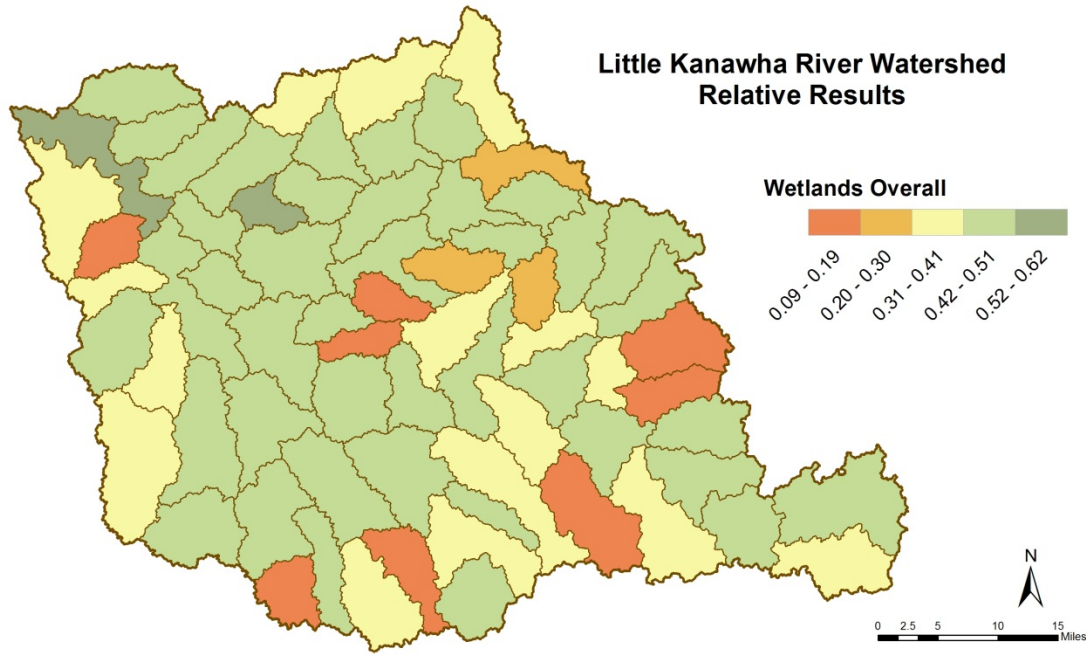 Little Kanawha River Watershed
Relative Results
Wetlands Overall
0.09 - 0.19
0.20 - 0.30
0.31 - 0.41
0.42 - 0.51
0.52 - 0.62
N
0 2.5 5 10 15
Miles